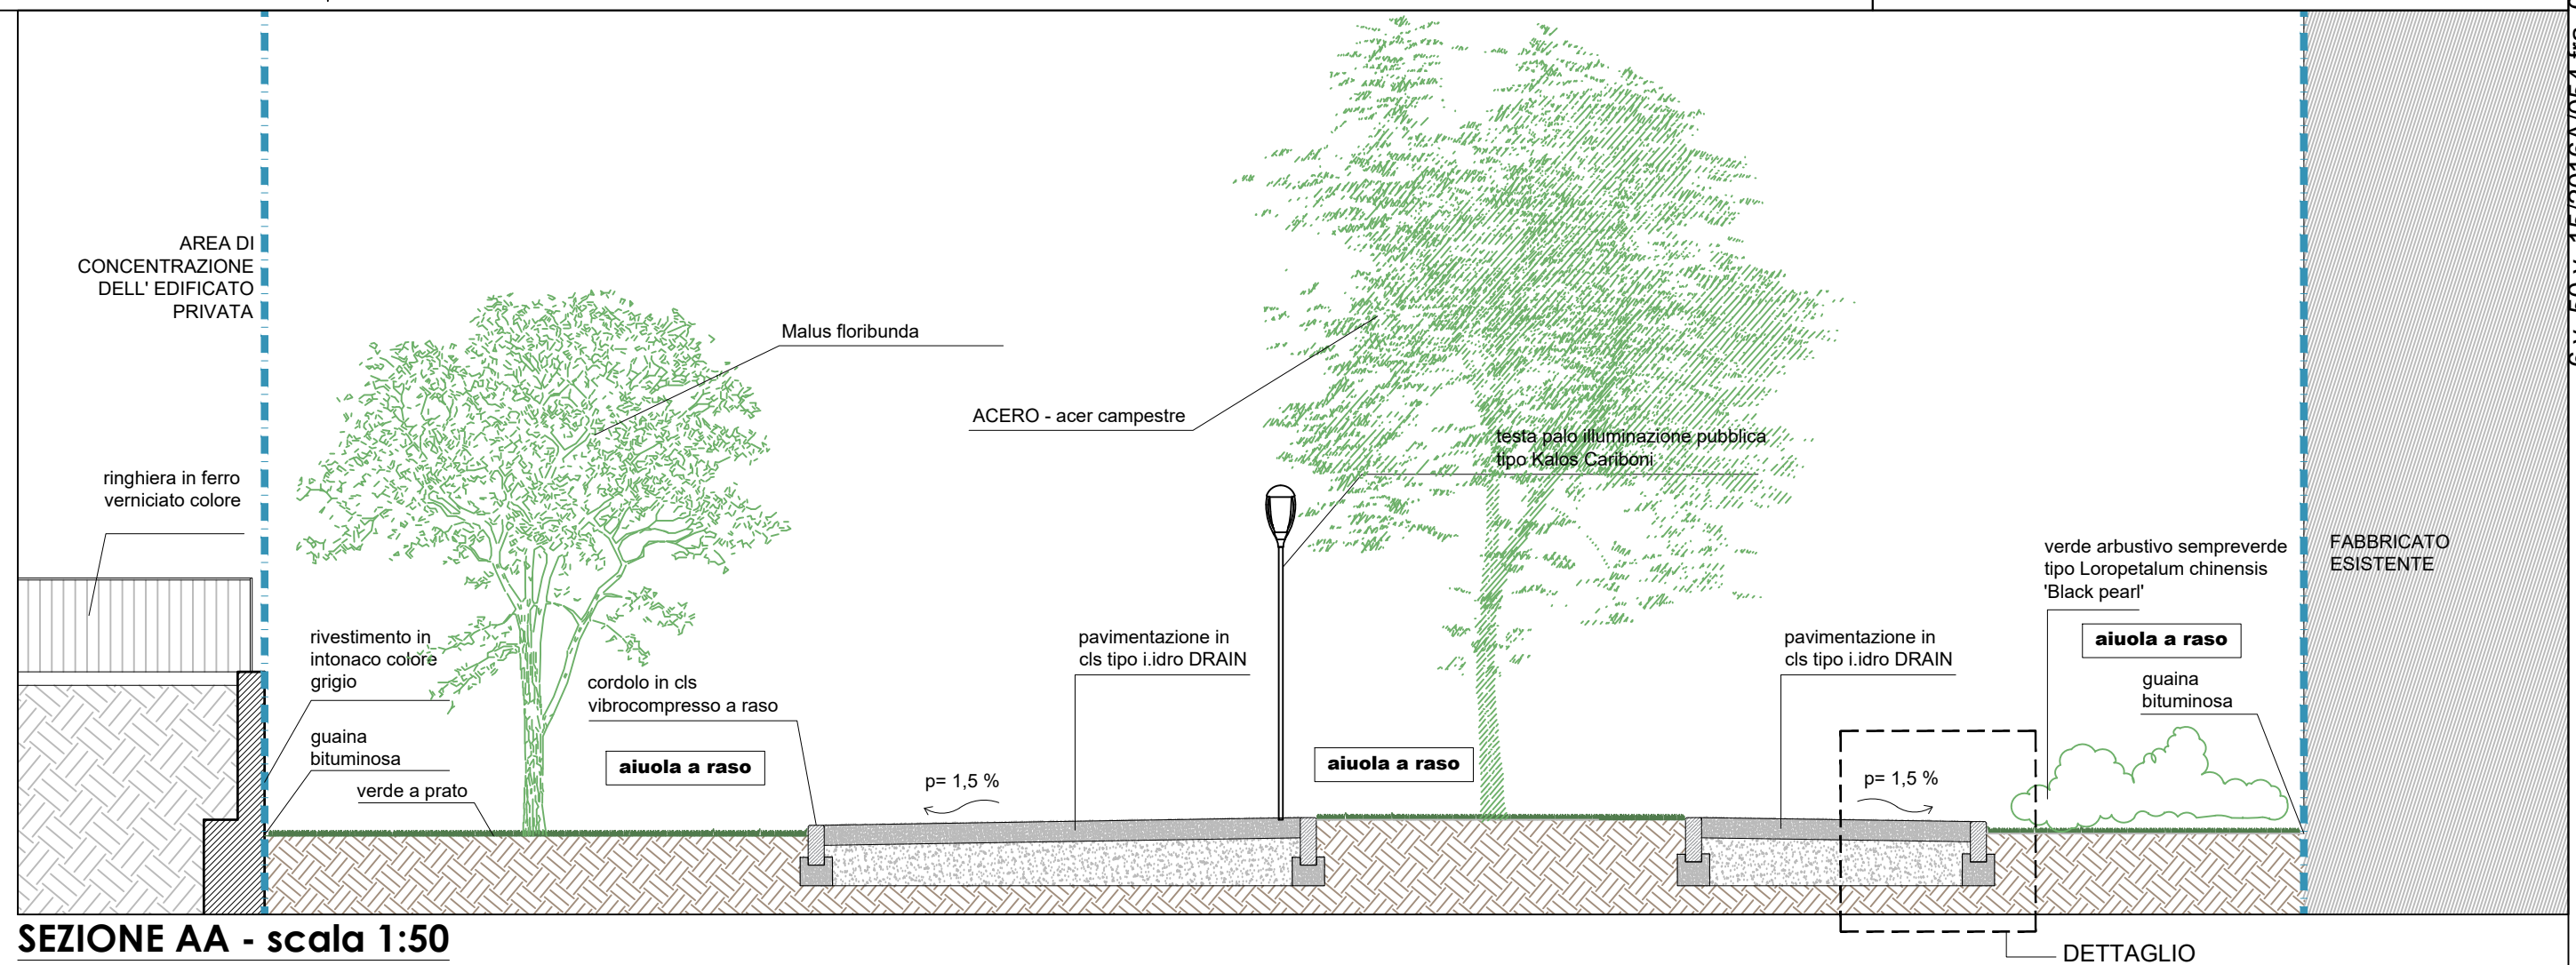 AREA DI
CONCENTRAZIONE
DELL' EDIFICATO
PRIVATA
Malus floribunda
ACERO - acer campestre
testa palo illuminazione pubblica
tipo Kalos Cariboni
ringhiera in ferro
verniciato colore
verde arbustivo sempreverde
tipo Loropetalum chinensis
'Black pearl'
FABBRICATO
ESISTENTE
rivestimento in
intonaco colore
grigio
pavimentazione in
cls tipo i.idro DRAIN
pavimentazione in
cls tipo i.idro DRAIN
aiuola a raso
cordolo in cls
vibrocompresso a raso
guaina
bituminosa
guaina
bituminosa
aiuola a raso
aiuola a raso
verde a prato
p= 1,5 %
p= 1,5 %
SEZIONE AA - scala 1:50
DETTAGLIO